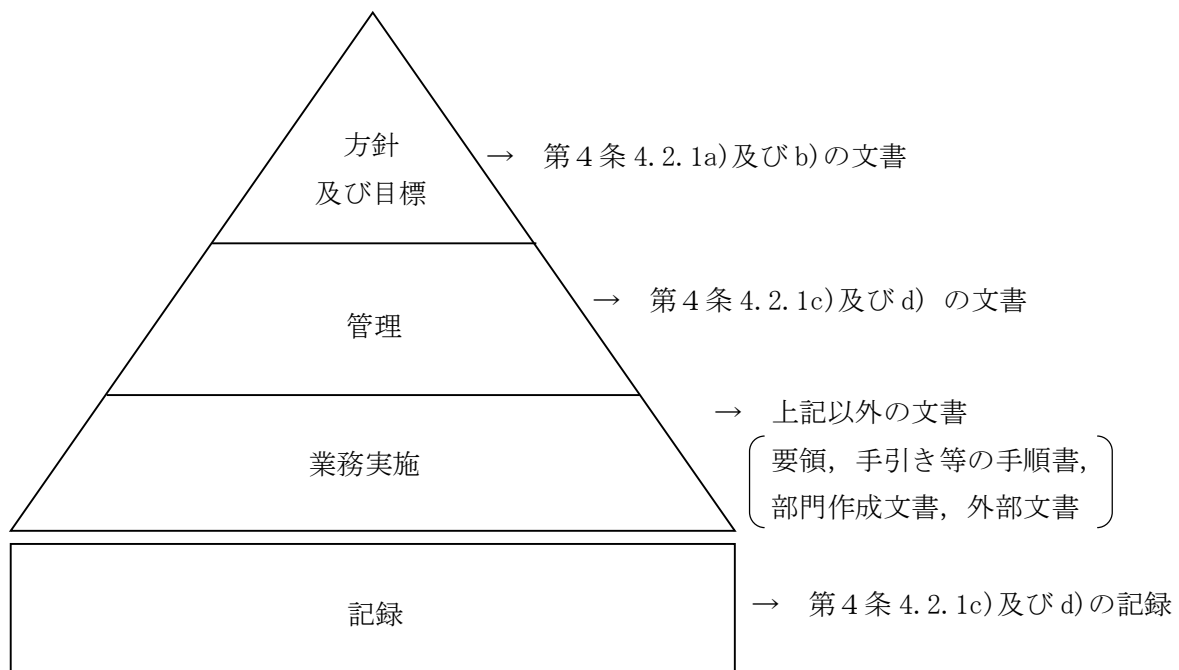 方針
及び目標
→ 第4条 4.2.1a)及びb)の文書
管理
→ 第4条 4.2.1c)及びd) の文書
業務実施
→ 上記以外の文書
要領,手引き等の手順書,
部門作成文書,外部文書
記録
→ 第4条 4.2.1c)及びd)の記録